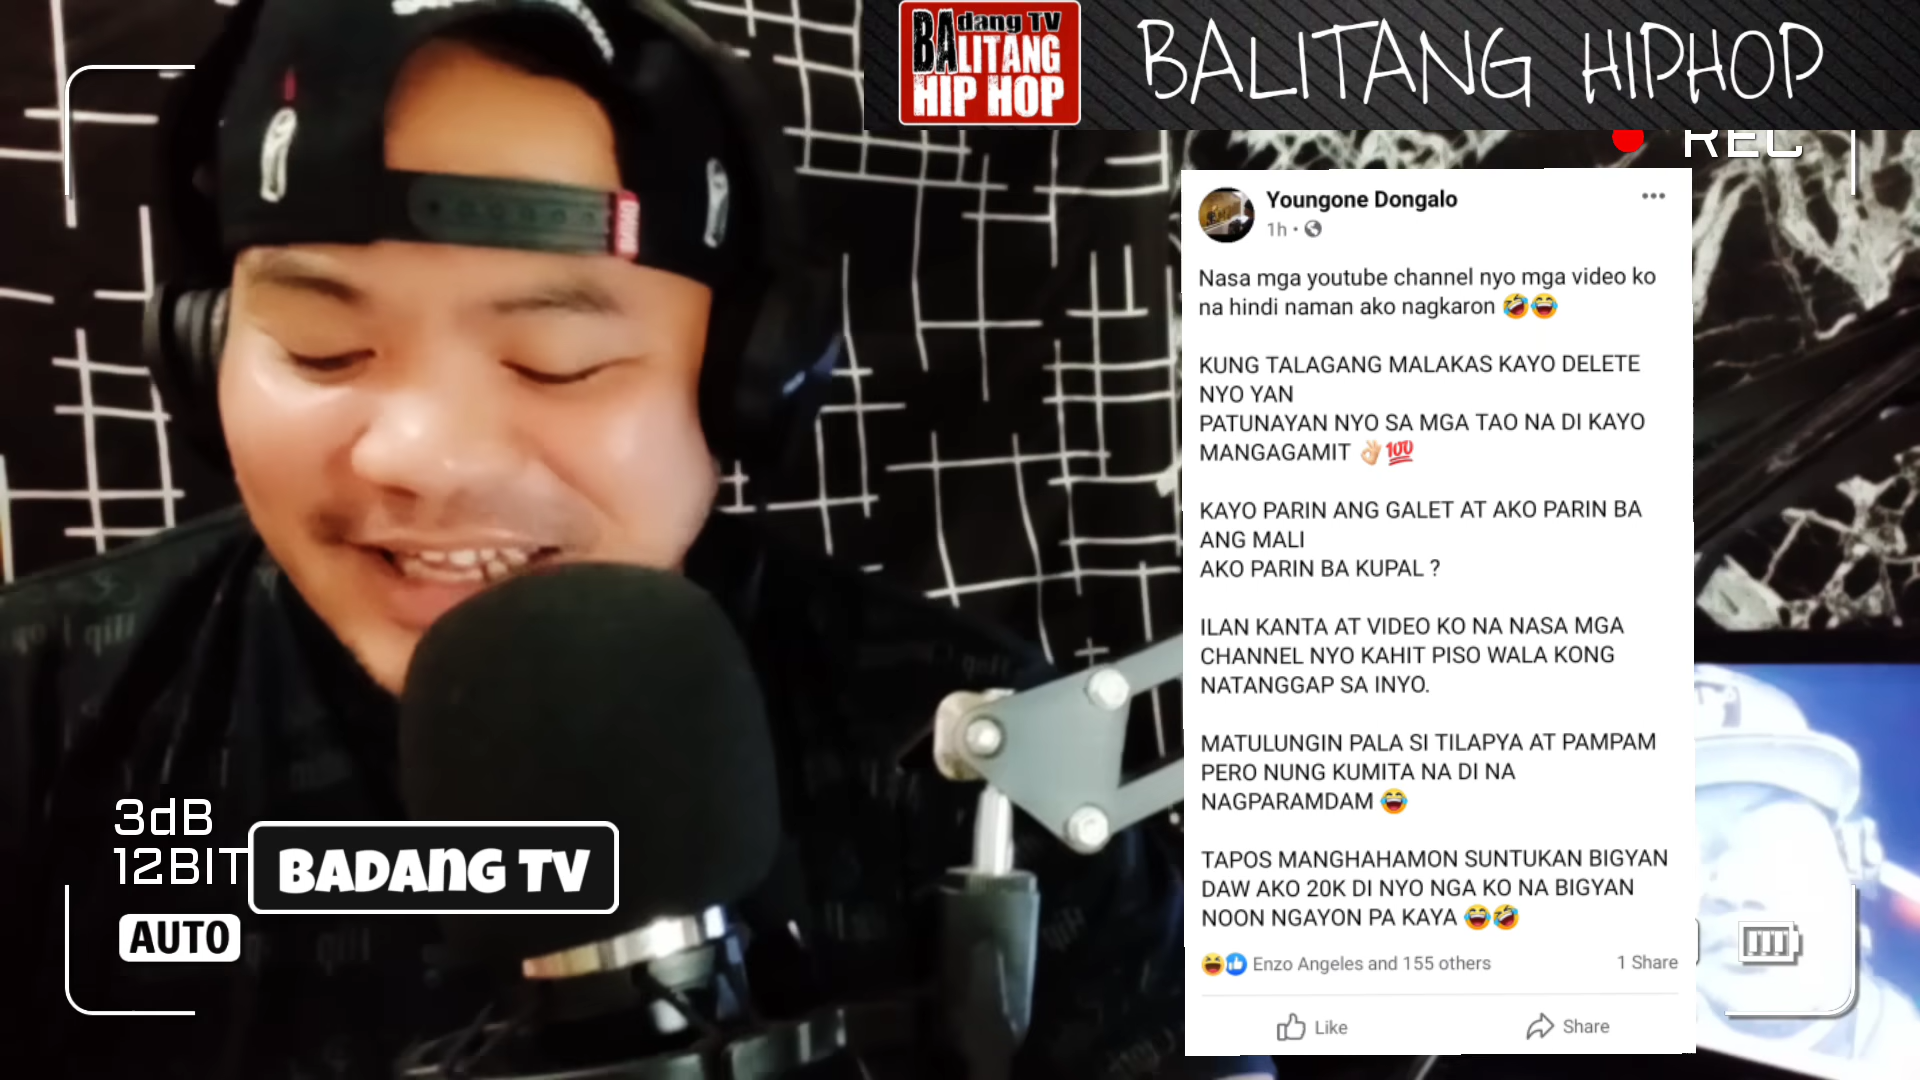 BAdang TV
BALITANG
HIP HOP
BALITANG HIPHOP
REC
Youngone Dongalo
1h
Nasa mga youtube channel nyo mga video ko
na hindi naman ako nagkaron 🤣😂
KUNG TALAGANG MALAKAS KAYO DELETE
NYO YAN
PATUNAYAN NYO SA MGA TAO NA DI KAYO
MANGAGAMIT 👌💯
KAYO PARIN ANG GALET AT AKO PARIN BA
ANG MALI
AKO PARIN BA KUPAL ?
ILAN KANTA AT VIDEO KO NA NASA MGA
CHANNEL NYO KAHIT PISO WALA KONG
NATANGGAP SA INYO.
MATULUNGIN PALA SI TILAPYA AT PAMPAM
PERO NUNG KUMITA NA DI NA
NAGPARAMDAM 😂
TAPOS MANGHAHAMON SUNTUKAN BIGYAN
DAW AKO 20K DI NYO NGA KO NA BIGYAN
NOON NGAYON PA KAYA 😂🤣
Enzo Angeles and 155 others
1 Share
Like
Share
3dB
12BIT
BADANG TV
AUTO